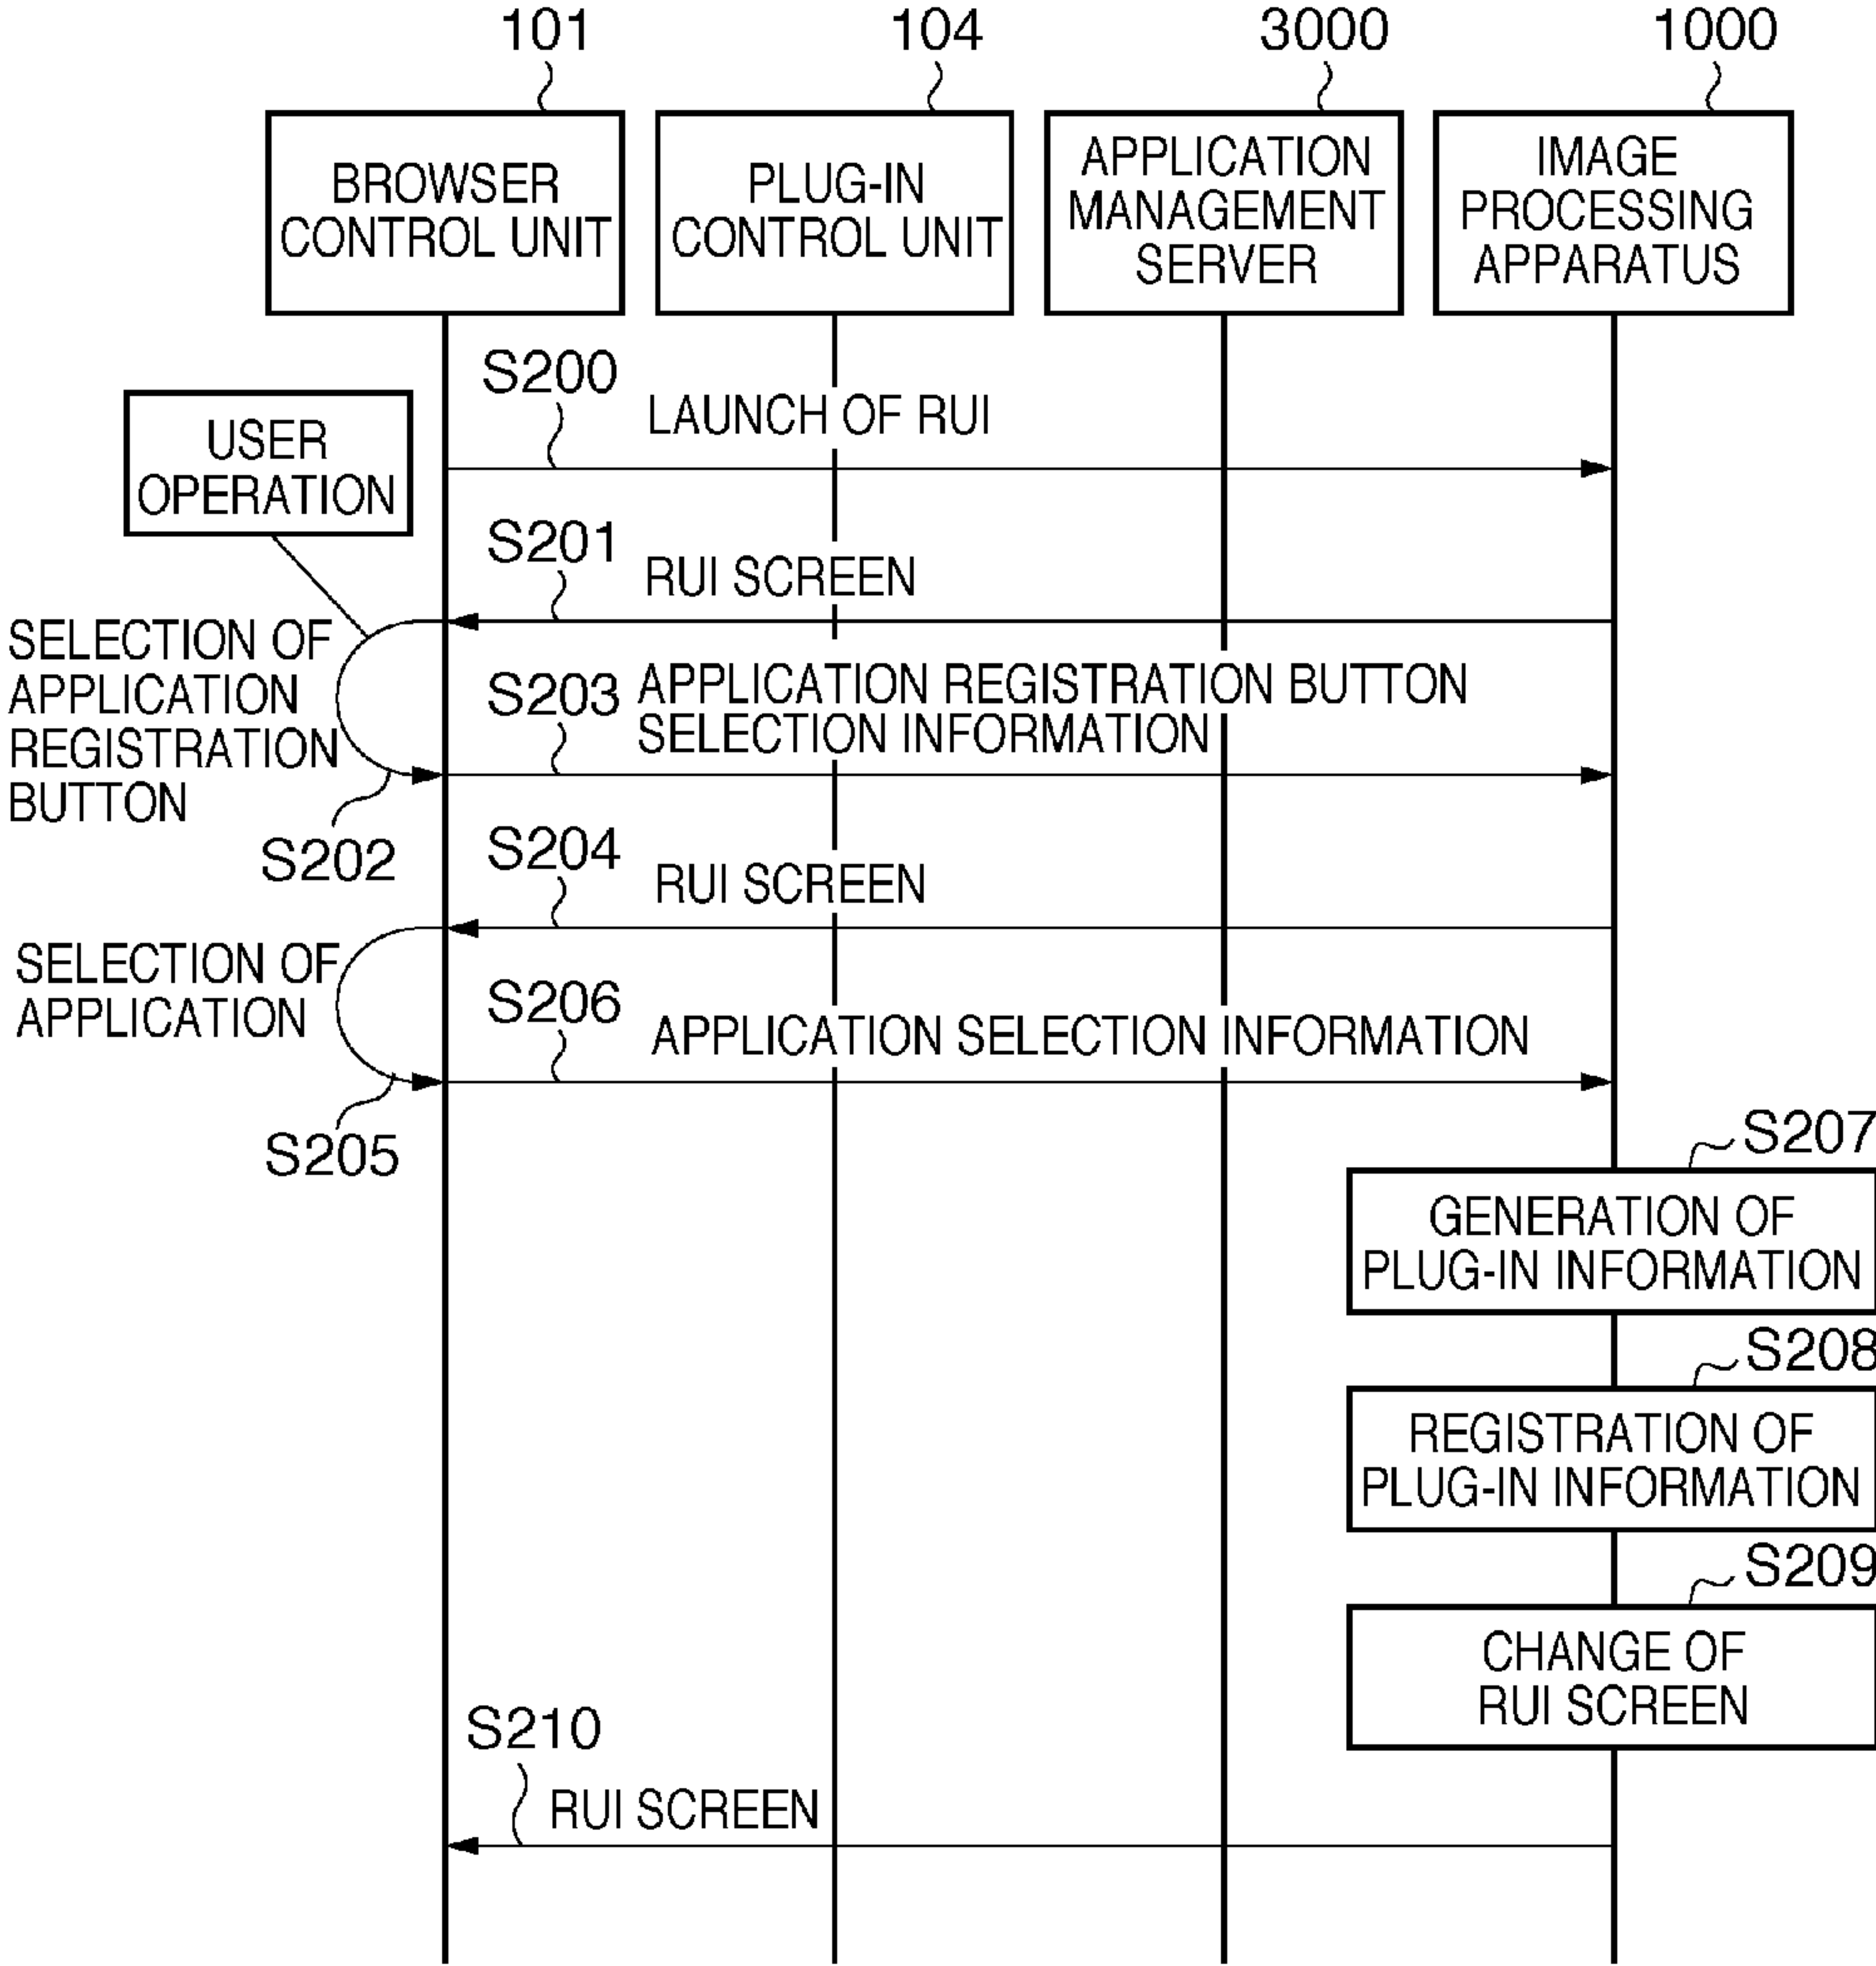 101
104
3000
1000
BROWSER
CONTROL UNIT
PLUG-IN
CONTROL UNIT
APPLICATION
MANAGEMENT
SERVER
IMAGE
PROCESSING
APPARATUS
S200
LAUNCH OF RUI
USER
OPERATION
S201
RUI SCREEN
SELECTION OF
APPLICATION
REGISTRATION
BUTTON
S202
S203
APPLICATION REGISTRATION BUTTON
SELECTION INFORMATION
S204
RUI SCREEN
SELECTION OF
APPLICATION
S205
S206
APPLICATION SELECTION INFORMATION
S207
GENERATION OF
PLUG-IN INFORMATION
S208
REGISTRATION OF
PLUG-IN INFORMATION
S209
CHANGE OF
RUI SCREEN
S210
RUI SCREEN